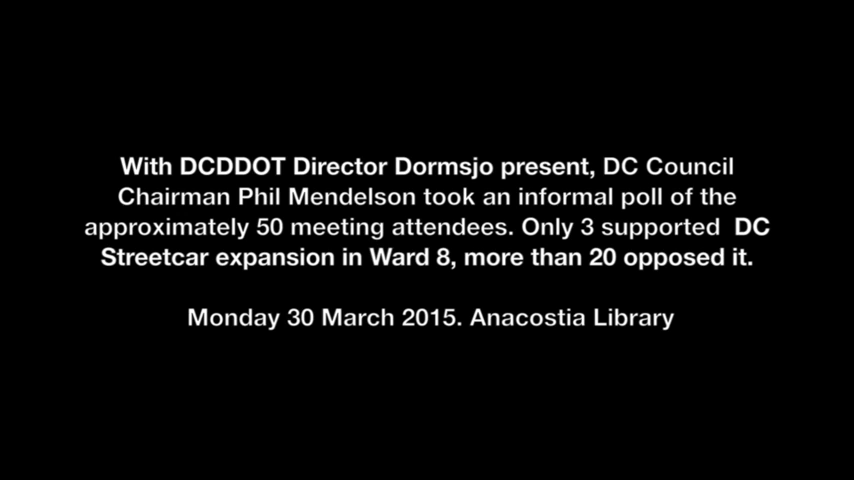 With DCDDOT Director Dormsjo present, DC Council
Chairman Phil Mendelson took an informal poll of the
approximately 50 meeting attendees. Only 3 supported  DC
Streetcar expansion in Ward 8, more than 20 opposed it.
Monday 30 March 2015. Anacostia Library